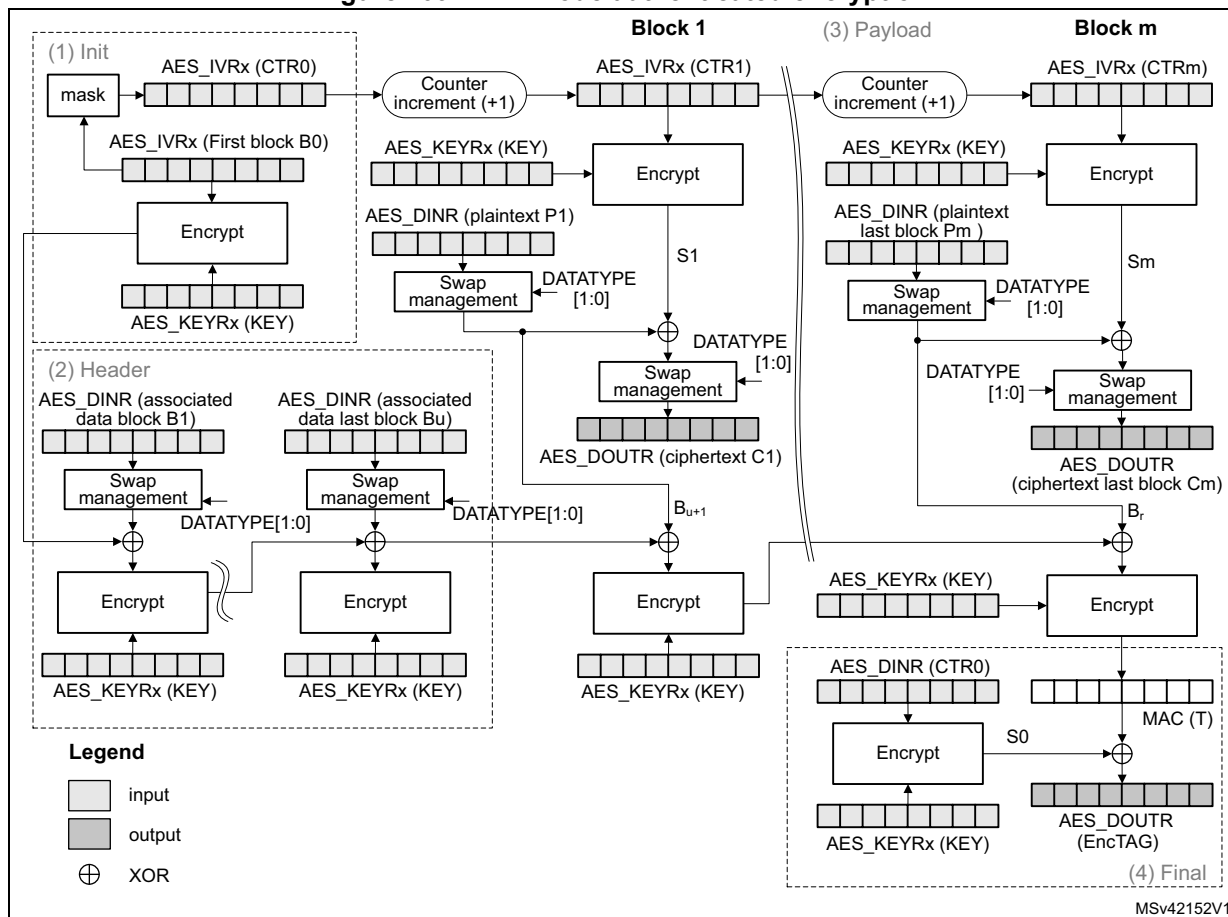 Block 1
(3) Payload
Block m
(1) Init
AES_IVRx (CTR0)
mask
Counter
increment (+1)
AES_IVRx (CTR1)
Counter
increment (+1)
AES_IVRx (CTRm)
AES_IVRx (First block B0)
Encrypt
AES_KEYRx (KEY)
AES_KEYRx (KEY)
Encrypt
AES_DINR (plaintext P1)
Swap
management
DATATYPE
[1:0]
S1
DATATYPE
[1:0]
Swap
management
AES_DOUTR (ciphertext C1)
AES_KEYRx (KEY)
Encrypt
AES_DINR (plaintext
last block Pm )
Swap
management
DATATYPE
[1:0]
Sm
DATATYPE
[1:0]
Swap
management
AES_DOUTR
(ciphertext last block Cm)
(2) Header
AES_DINR (associated
data block B1)
Swap
management
DATATYPE[1:0]
Encrypt
AES_KEYRx (KEY)
AES_DINR (associated
data last block Bu)
Swap
management
DATATYPE[1:0]
Encrypt
AES_KEYRx (KEY)
Bu+1
Encrypt
AES_KEYRx (KEY)
Br
AES_KEYRx (KEY)
Encrypt
AES_DINR (CTR0)
Encrypt
AES_KEYRx (KEY)
S0
MAC (T)
AES_DOUTR
(EncTAG)
(4) Final
Legend
input
output
XOR
MSv42152V1